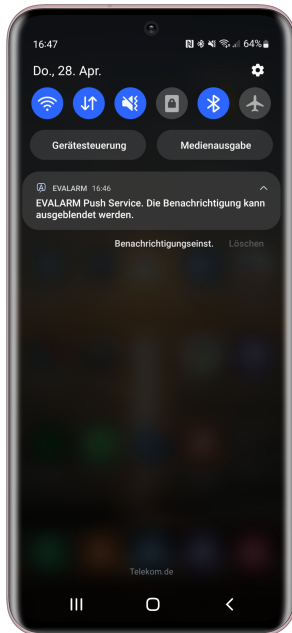 16:47
64%
Do., 28. Apr.
Gerätesteuerung
Medienausgabe
EVALARM 16:46
EVALARM Push Service. Die Benachrichtigung kann
ausgeblendet werden.
Benachrichtigungseinst. Löschen
Telekom.de